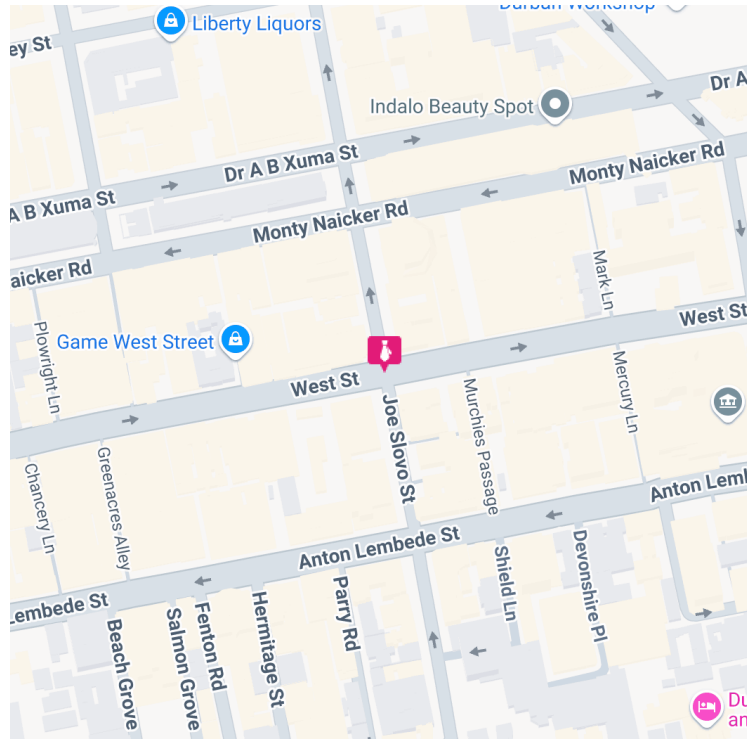 Durban Workshop
Liberty Liquors
ey St
Dr A
Indalo Beauty Spot
Dr A B Xuma St
Monty Naicker Rd
A B Xuma St
Monty Naicker Rd
aicker Rd
Mark Ln
Plowright Ln
Game West Street
West St
West St
Mercury Ln
Joe Slovo St
Murchies Passage
Chancery Ln
Greenacres Alley
Anton Lemb
Anton Lembede St
Shield Ln
Devonshire Pl
Lembede St
Parry Rd
Hermitage St
Fenton Rd
Salmon Grove
Beach Grove
Du
an